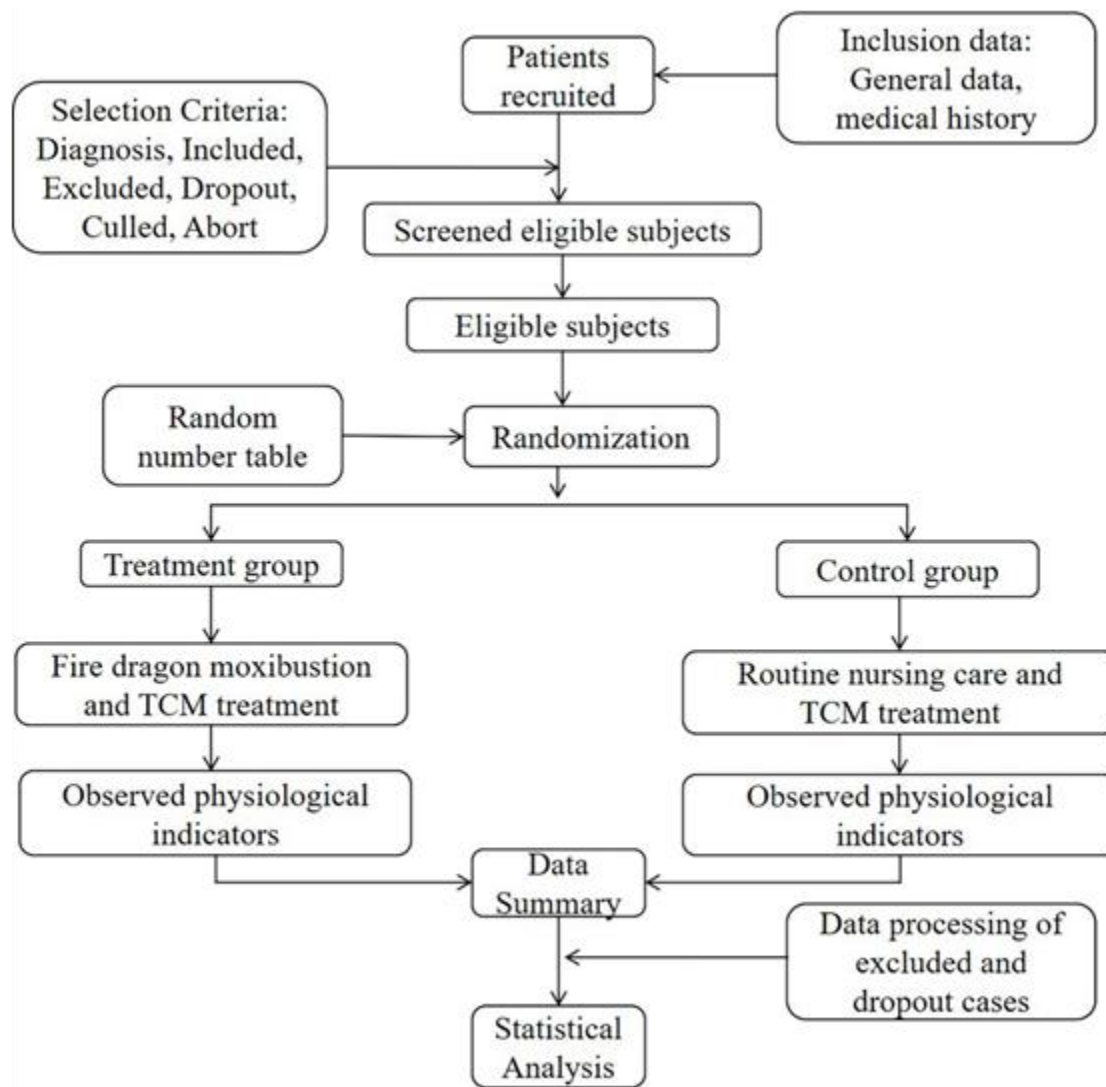 Patients
recruited
Inclusion data:
General data,
medical history
Selection Criteria:
Diagnosis, Included,
Excluded, Dropout,
Culled, Abort
Screened eligible subjects
Eligible subjects
Random
number table
Randomization
Treatment group
Control group
Fire dragon moxibustion
and TCM treatment
Routine nursing care and
TCM treatment
Observed physiological
indicators
Observed physiological
indicators
Data
Summary
Data processing of
excluded and
dropout cases
Statistical
Analysis